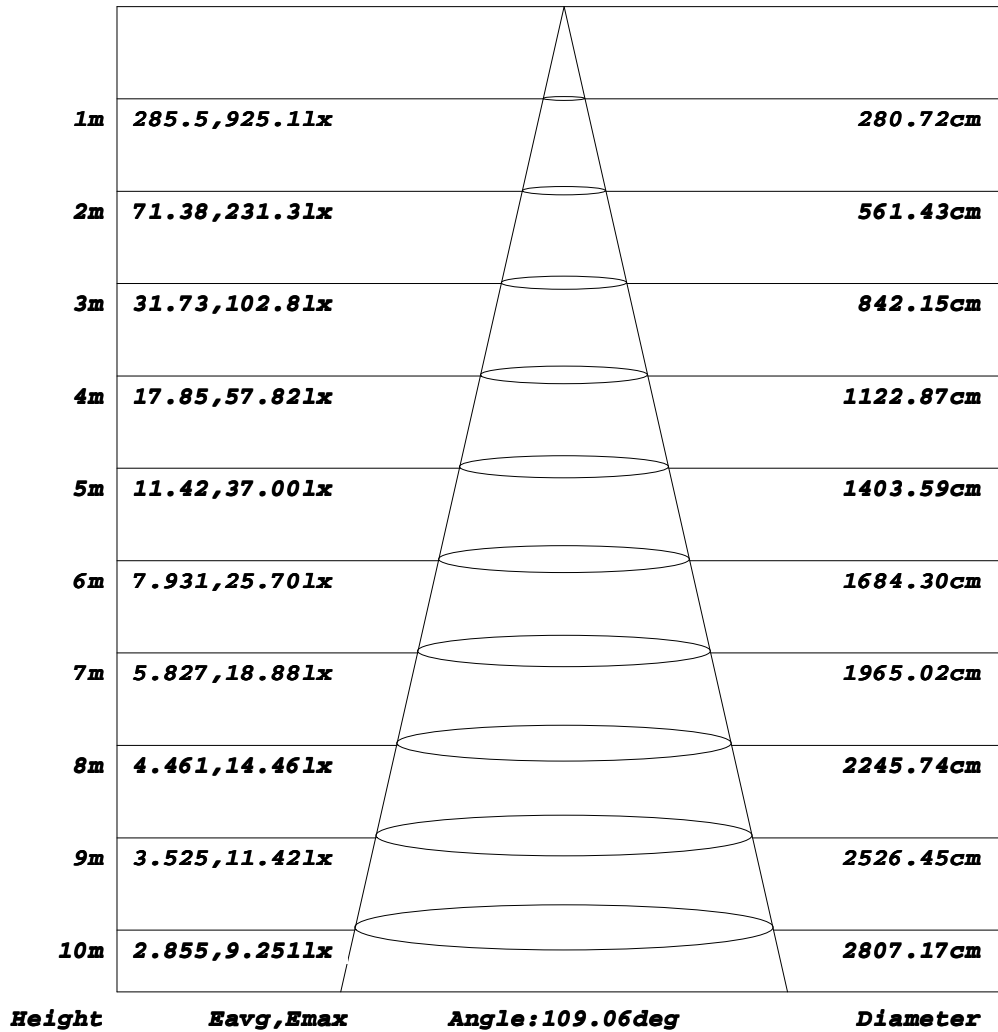 1m 285.5,925.1lx 280.72cm
2m 71.38,231.3lx 561.43cm
3m 31.73,102.8lx 842.15cm
4m 17.85,57.82lx 1122.87cm
5m 11.42,37.00lx 1403.59cm
6m 7.931,25.70lx 1684.30cm
7m 5.827,18.88lx 1965.02cm
8m 4.461,14.46lx 2245.74cm
9m 3.525,11.42lx 2526.45cm
10m 2.855,9.251lx 2807.17cm
Height Eavg,Emax Angle:109.06deg Diameter